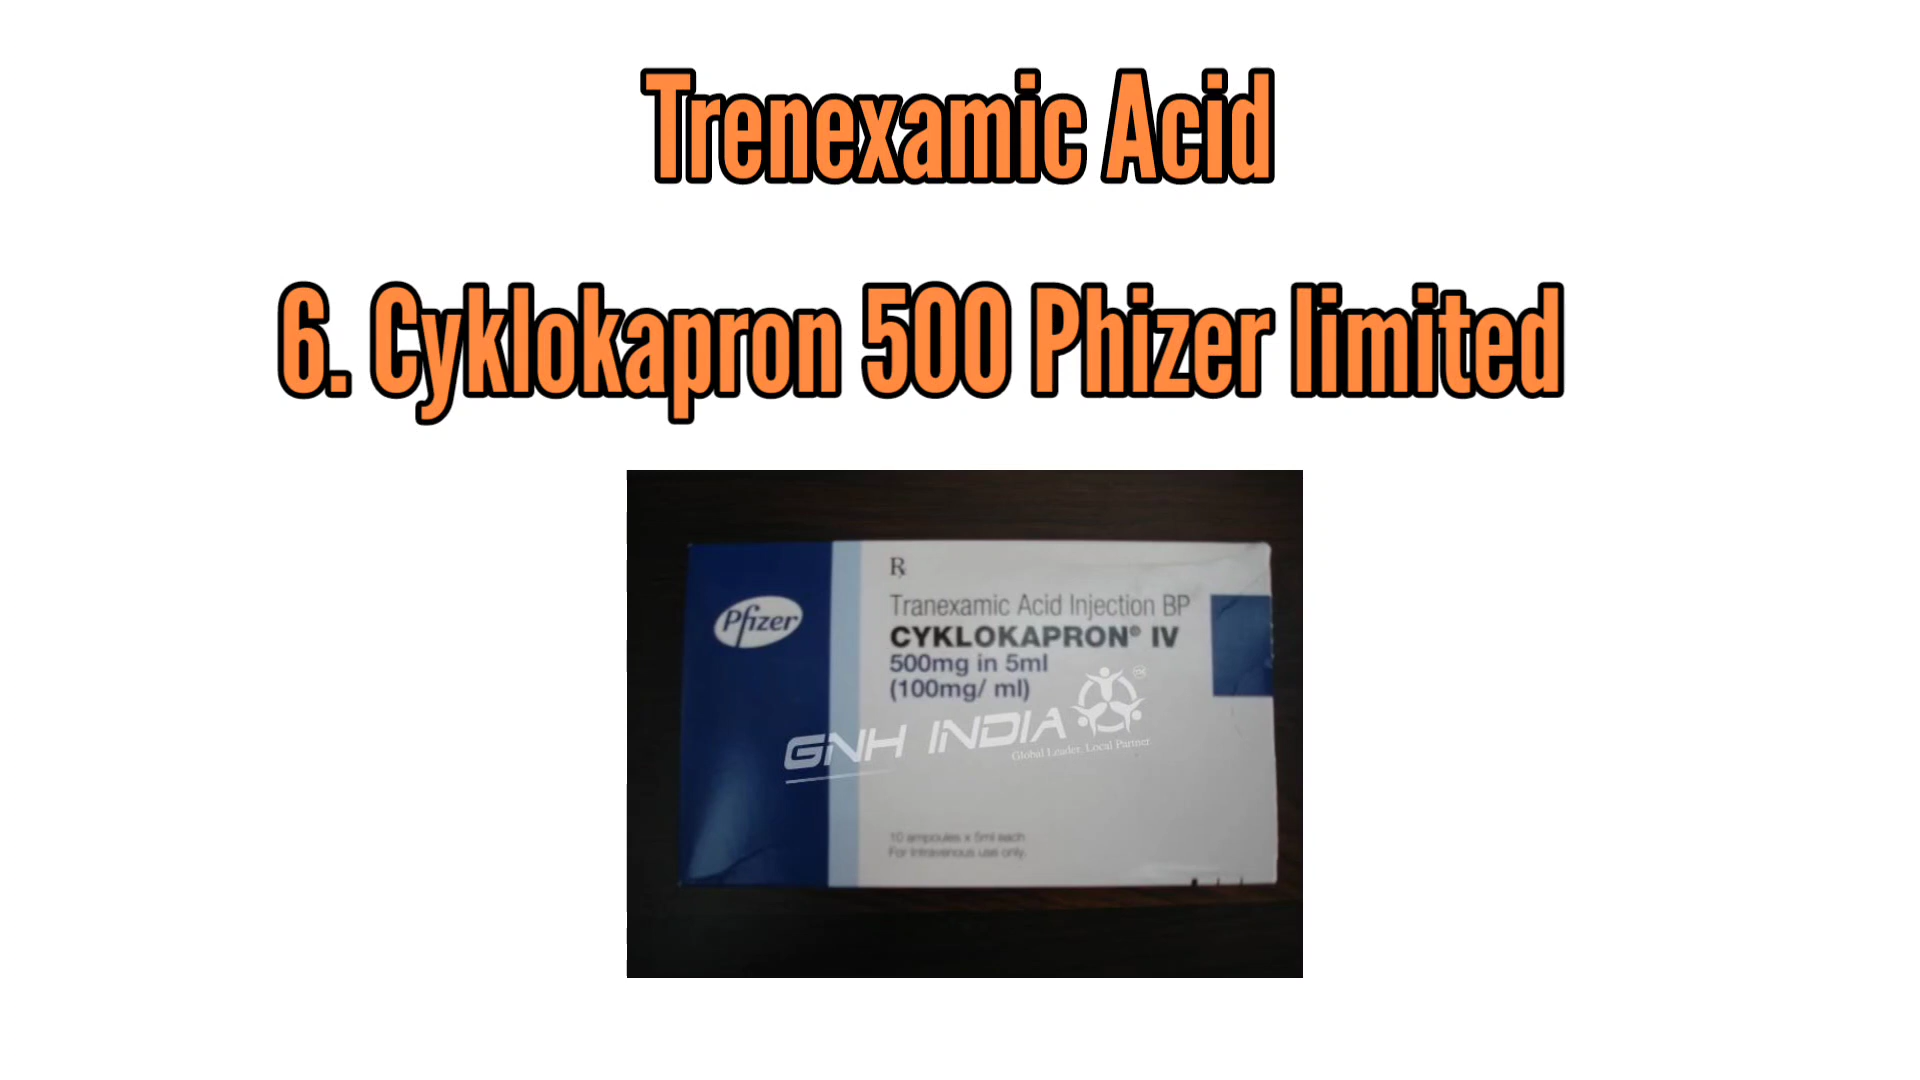 Trenexamic Acid
6. Cyklokapron 500 Phizer limited
Rx
Pfizer
Tranexamic Acid Injection BP
CYKLOKAPRON® IV
500mg in 5ml
(100mg/ ml)
GNH INDIA
Global Leader, Local Partner.
10 ampoules x 5ml each
For Intravenous use only.